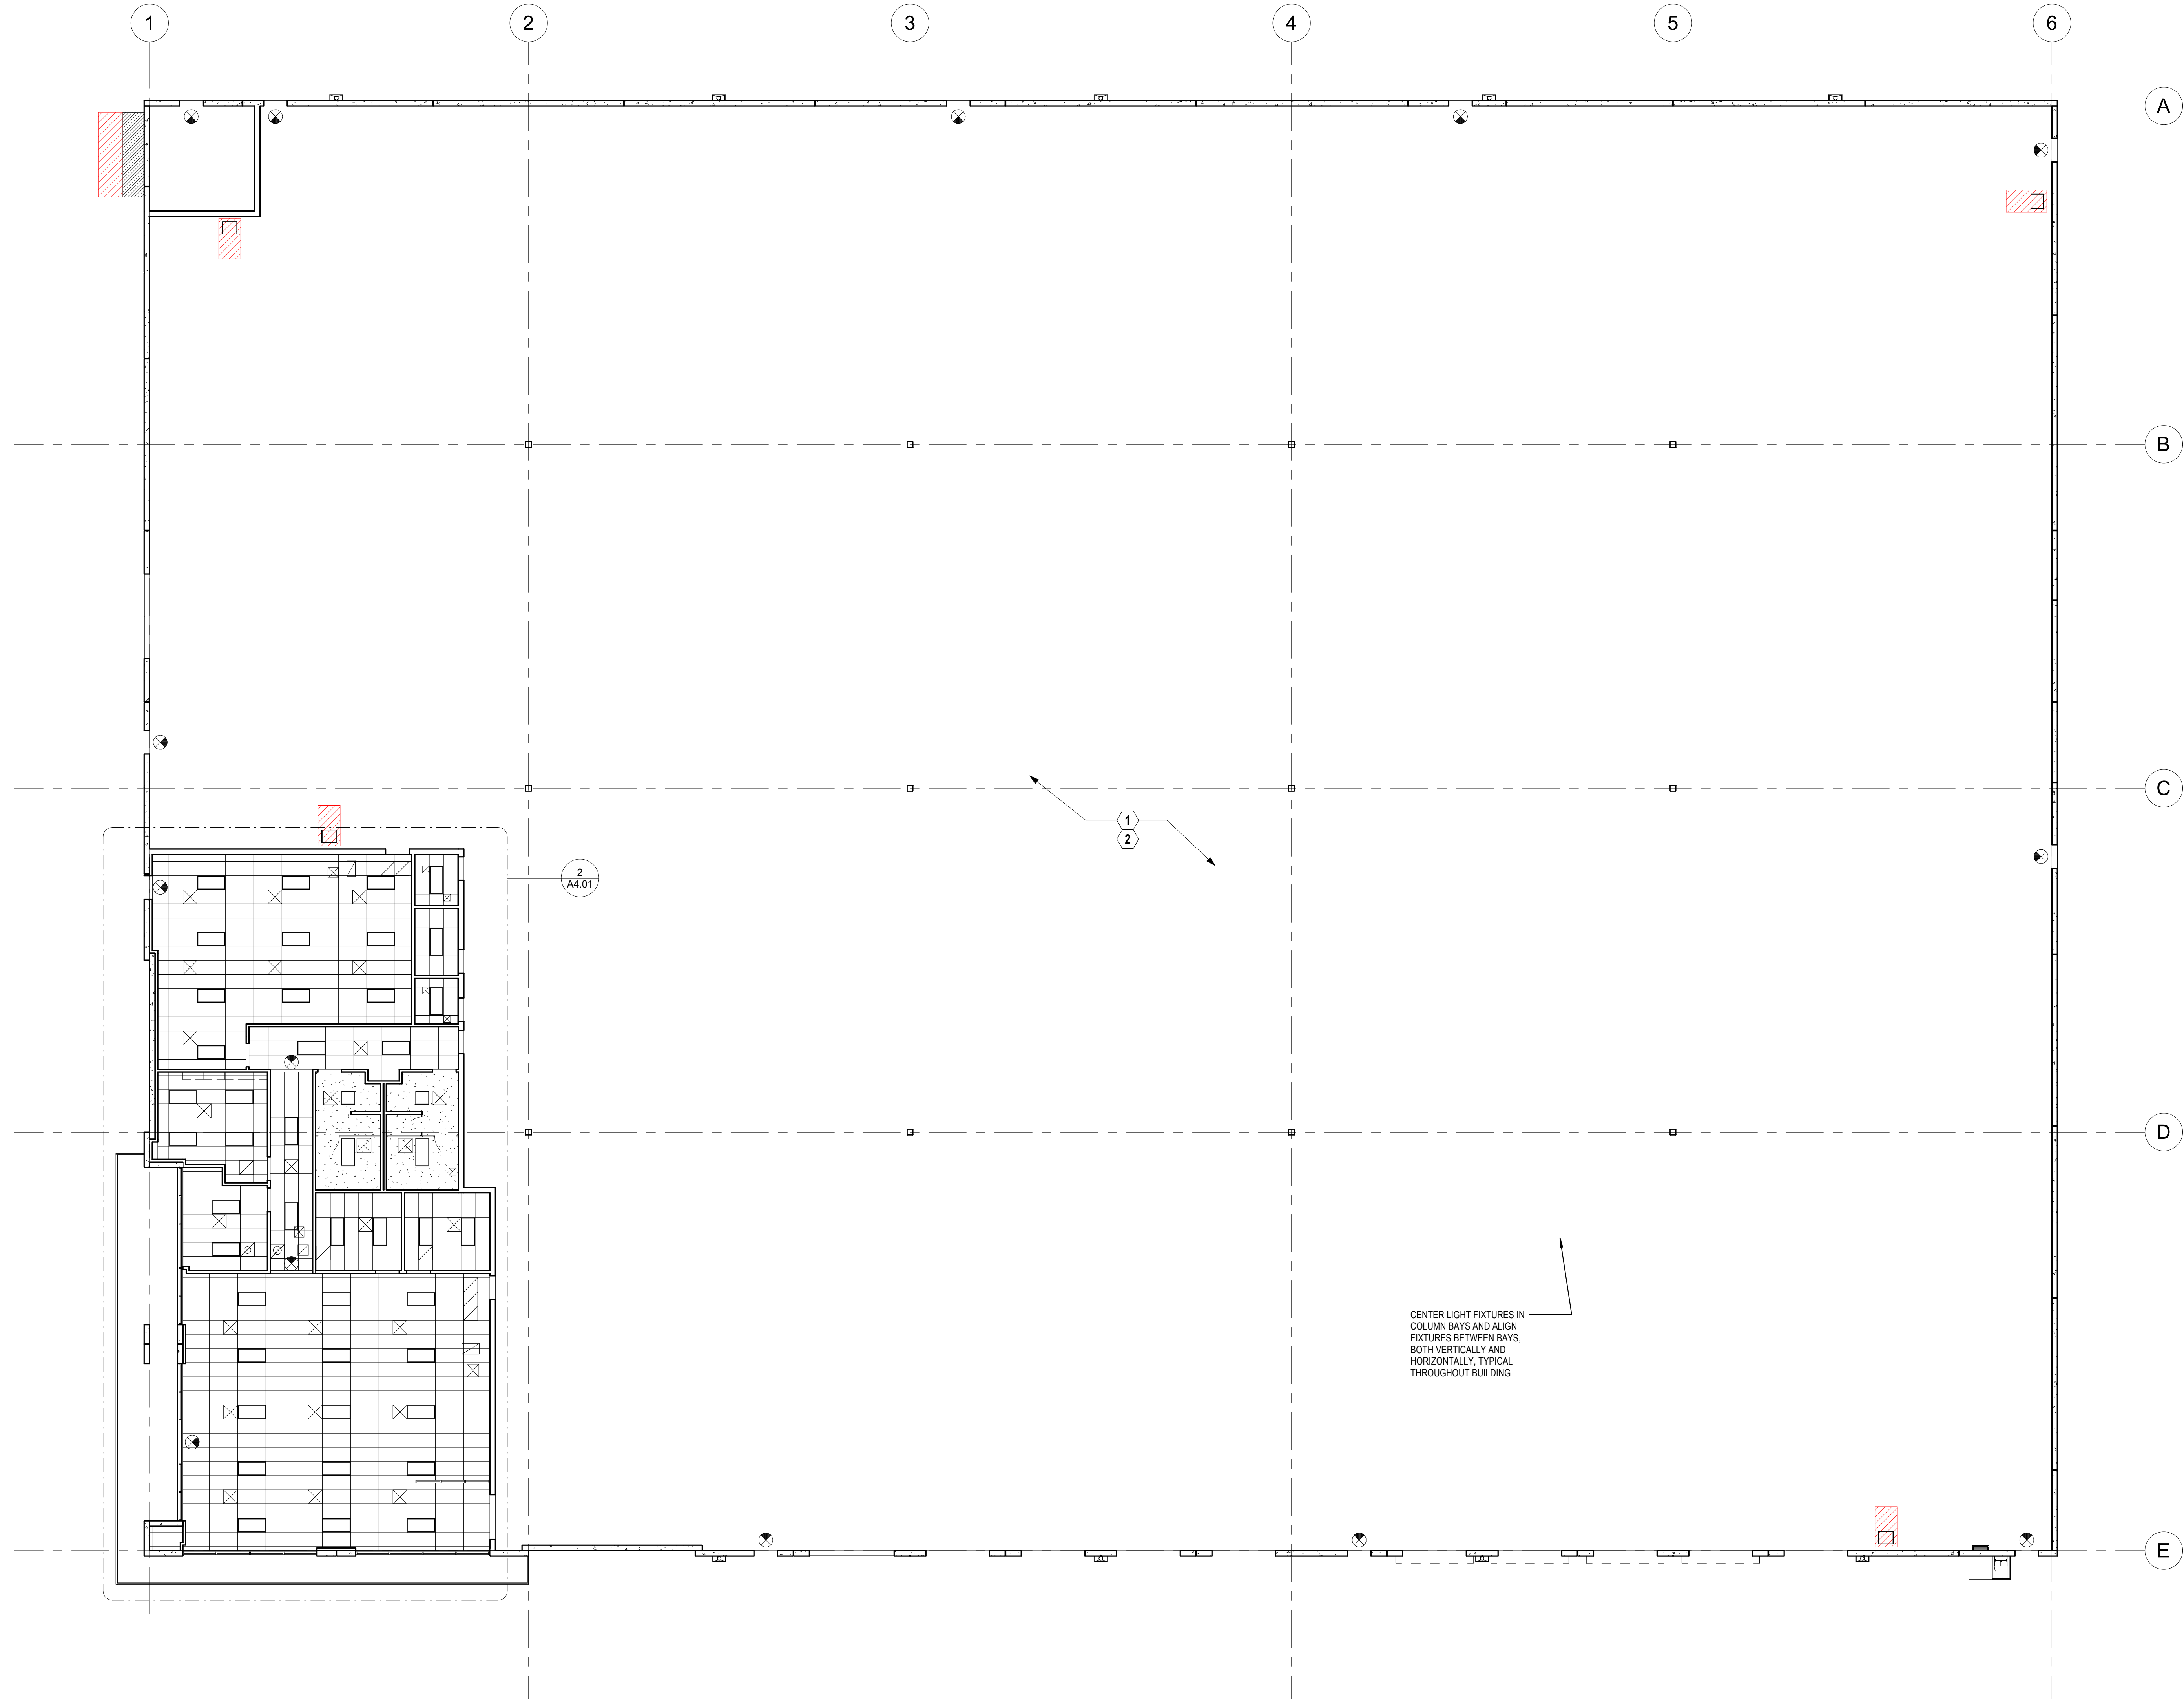 1
2
3
4
5
6
A
B
C
1
2
2
A4.01
D
CENTER LIGHT FIXTURES IN
COLUMN BAYS AND ALIGN
FIXTURES BETWEEN BAYS,
BOTH VERTICALLY AND
HORIZONTALLY, TYPICAL
THROUGHOUT BUILDING
E